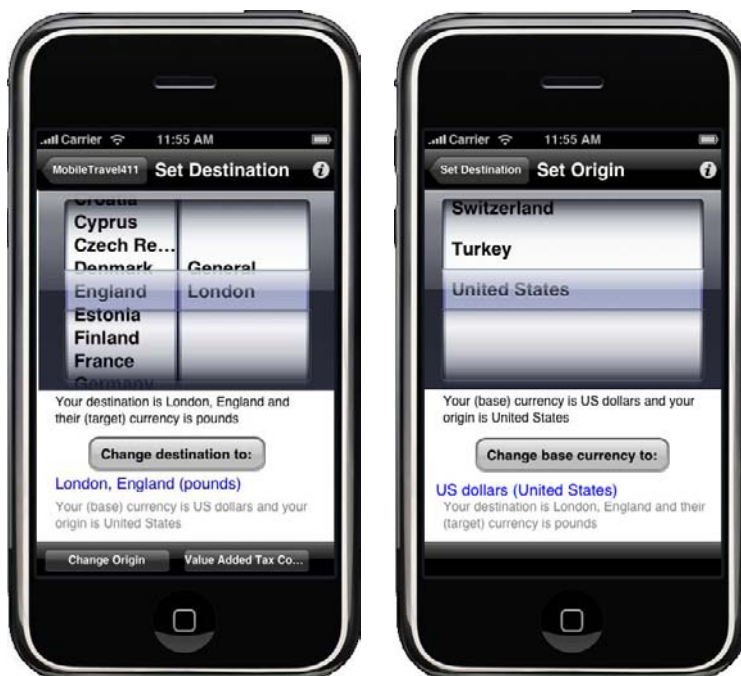 Carrier 11:55 AM
MobileTravel411 Set Destination
Croatia
Cyprus
Czech Re...
Denmark General
England London
Estonia
Finland
France
Germany
Your destination is London, England and
their (target) currency is pounds
Change destination to:
London, England (pounds)
Your (base) currency is US dollars and your
origin is United States
Change Origin Value Added Tax Co...
Carrier 11:55 AM
Set Destination Set Origin
Switzerland
Turkey
United States
Your (base) currency is US dollars and your
origin is United States
Change base currency to:
US dollars (United States)
Your destination is London, England and their
(target) currency is pounds